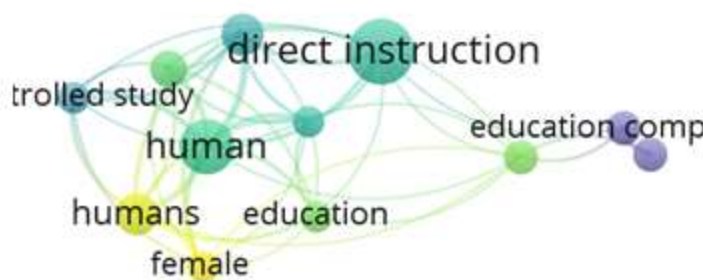 direct instruction
trolled study
education comp
human
humans
education
female